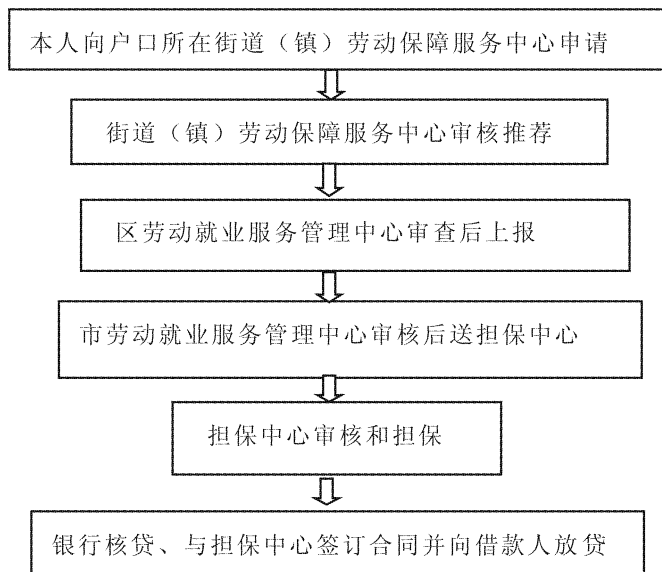 本人向户口所在街道（镇）劳动保障服务中心申请
街道（镇）劳动保障服务中心审核推荐
区劳动就业服务管理中心审查后上报
市劳动就业服务管理中心审核后送担保中心
担保中心审核和担保
银行核贷、与担保中心签订合同并向借款人放贷